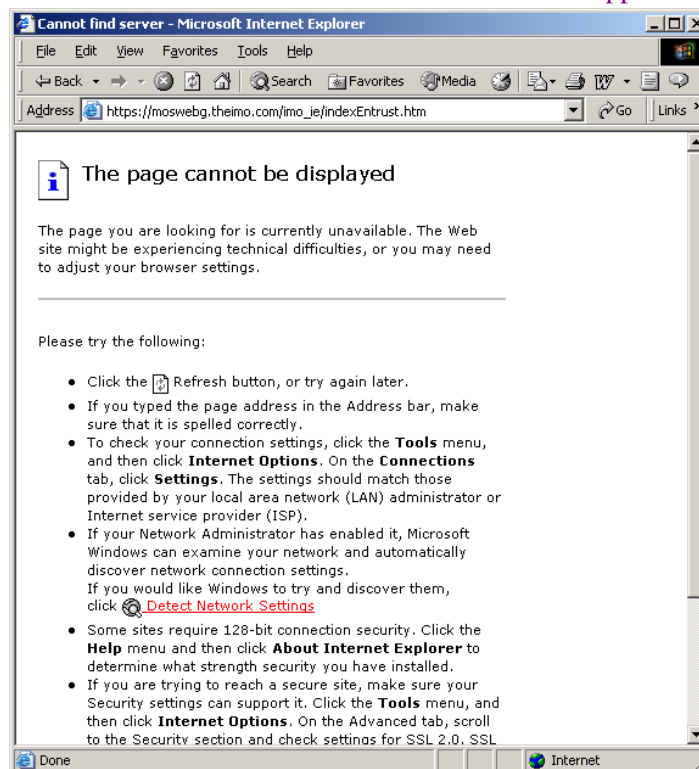 Cannot find server - Microsoft Internet Explorer
File Edit View Favorites Tools Help
Back Search Favorites Media
Address https://moswebg.theimo.com/imo_ie/indexEntrust.htm Go Links
The page cannot be displayed
The page you are looking for is currently unavailable. The Web
site might be experiencing technical difficulties, or you may need
to adjust your browser settings.
Please try the following:
Click the Refresh button, or try again later.
If you typed the page address in the Address bar, make
sure that it is spelled correctly.
To check your connection settings, click the Tools menu,
and then click Internet Options. On the Connections
tab, click Settings. The settings should match those
provided by your local area network (LAN) administrator or
Internet service provider (ISP).
If your Network Administrator has enabled it, Microsoft
Windows can examine your network and automatically
discover network connection settings.
If you would like Windows to try and discover them,
click Detect Network Settings
Some sites require 128-bit connection security. Click the
Help menu and then click About Internet Explorer to
determine what strength security you have installed.
If you are trying to reach a secure site, make sure your
Security settings can support it. Click the Tools menu, and
then click Internet Options. On the Advanced tab, scroll
to the Security section and check settings for SSL 2.0, SSL
Done Internet